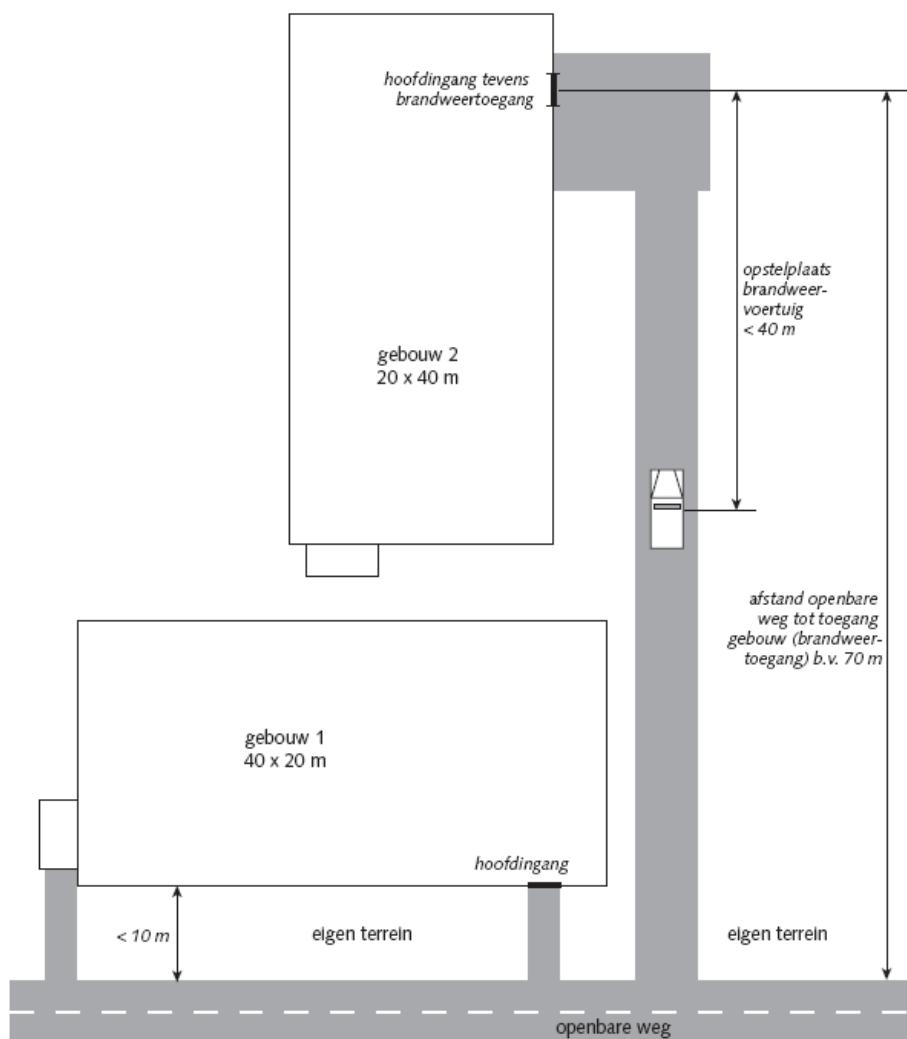 hoofdingang tevens
brandweertoegang
opstelplaats
brandweer-
voertuig
< 40 m
gebouw 2
20 x 40 m
afstand openbare
weg tot toegang
gebouw (brandweer-
toegang) b.v. 70 m
gebouw 1
40 x 20 m
hoofdingang
< 10 m
eigen terrein
eigen terrein
openbare weg